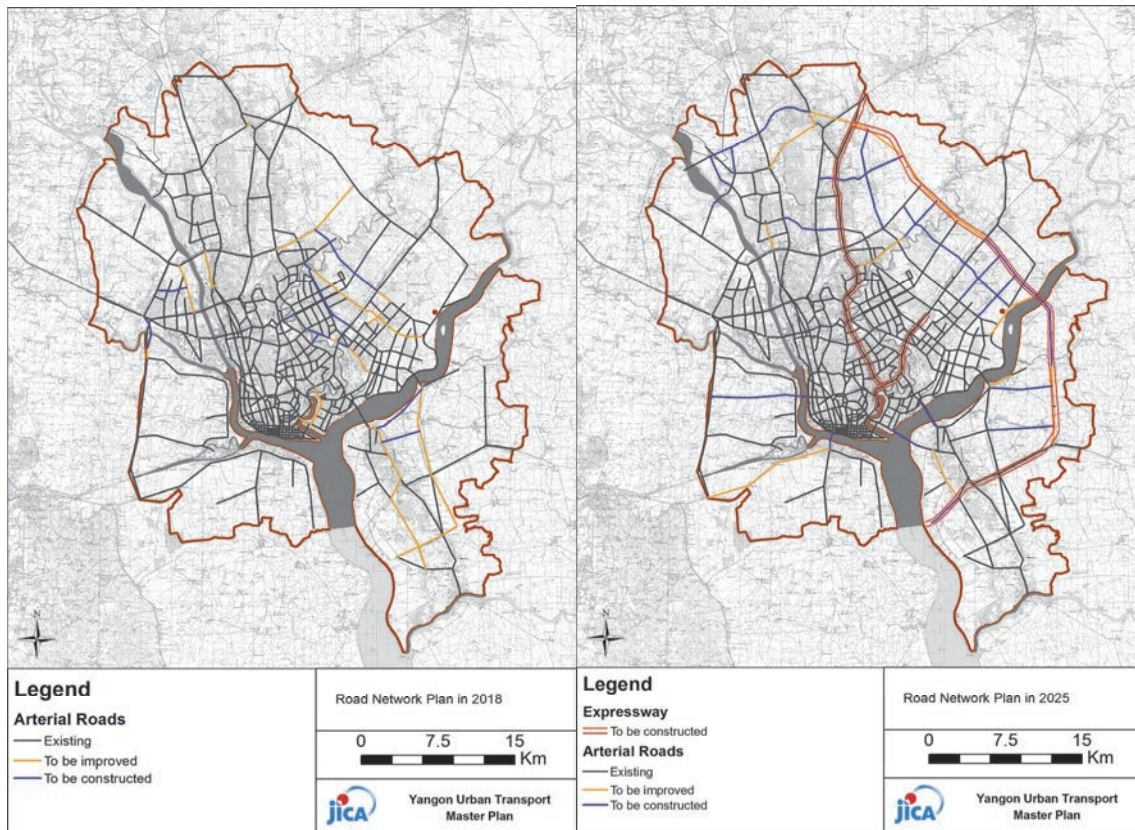 N
Legend
Arterial Roads
Existing
To be improved
To be constructed
Road Network Plan in 2018
0 7.5 15
Km
JICA
Yangon Urban Transport
Master Plan
N
Legend
Expressway
To be constructed
Arterial Roads
Existing
To be improved
To be constructed
Road Network Plan in 2025
0 7.5 15
Km
JICA
Yangon Urban Transport
Master Plan